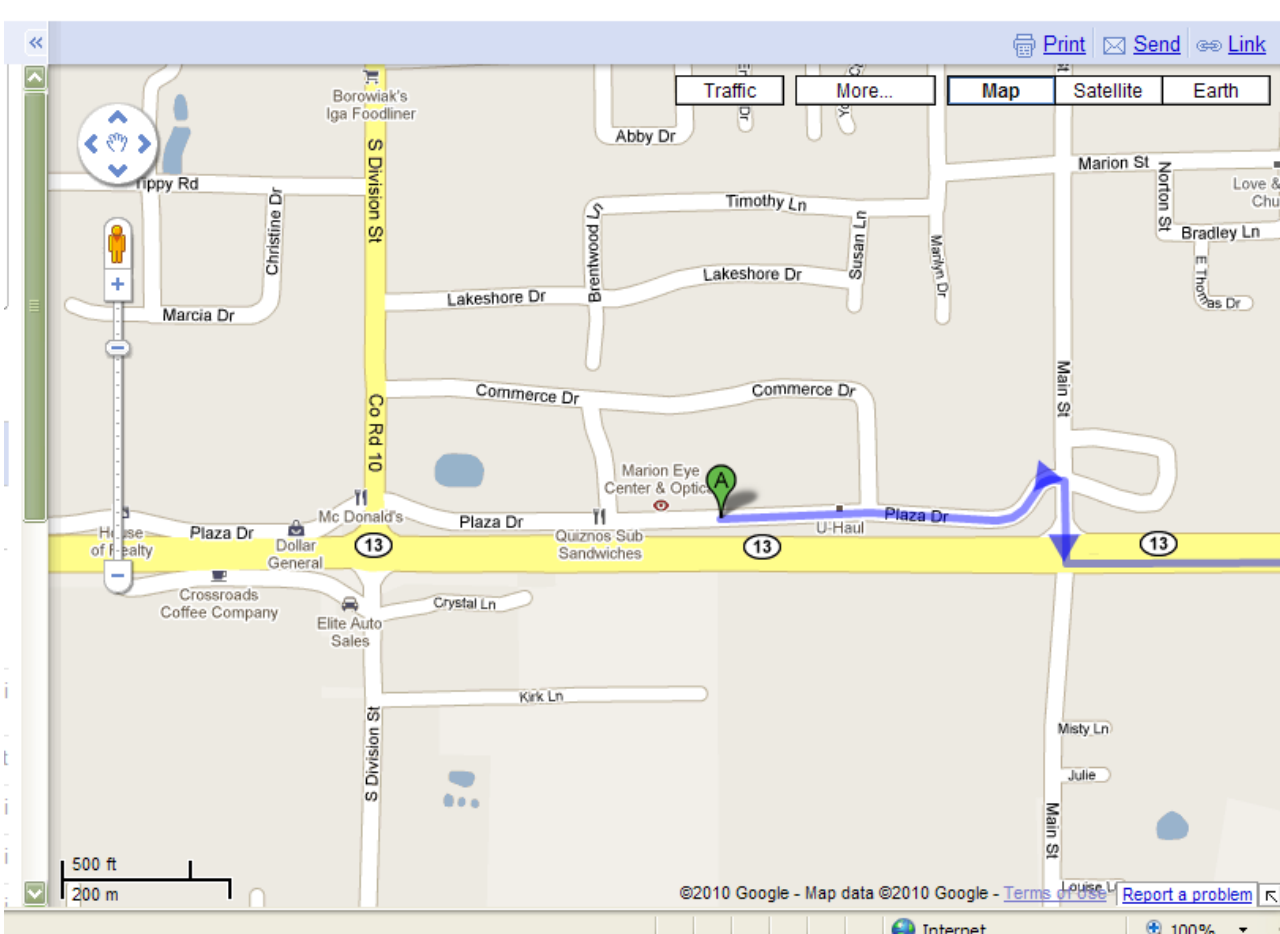 Print Send Link
Traffic
More...
Map
Satellite
Earth
Borowiak's
Iga Foodliner
Abby Dr
S Division St
Marion St
Norton St
Love &
Chu
Tippy Rd
Christine Dr
Timothy Ln
Brentwood Ln
Susan Ln
Marilyn Dr
Bradley Ln
E Thomas Dr
Lakeshore Dr
Lakeshore Dr
Marcia Dr
Main St
Commerce Dr
Commerce Dr
Co Rd 10
Marion Eye
Center & Optic
A
Mc Donald's
Plaza Dr
Plaza Dr
Plaza Dr
U-Haul
House
of Realty
Dollar
General
13
Quiznos Sub
Sandwiches
13
13
Crossroads
Coffee Company
Elite Auto
Sales
Crystal Ln
Kirk Ln
S Division St
Misty Ln
Julie
Main St
500 ft
200 m
©2010 Google - Map data ©2010 Google - Terms of Use
Report a problem
Internet
100%